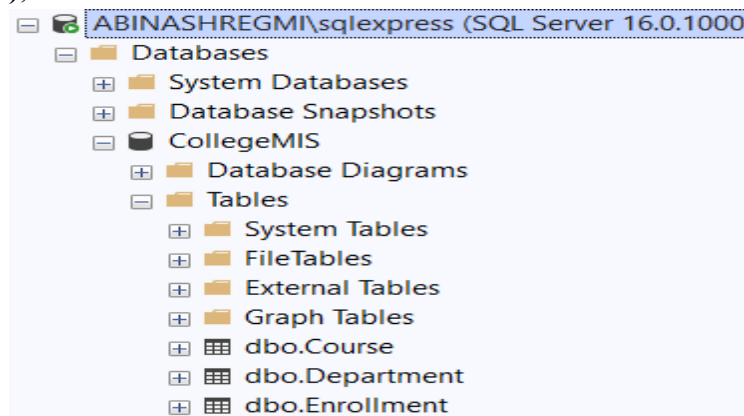 );
ABINASHREGMI\sqlexpress (SQL Server 16.0.1000
Databases
System Databases
Database Snapshots
CollegeMIS
Database Diagrams
Tables
System Tables
FileTables
External Tables
Graph Tables
dbo.Course
dbo.Department
dbo.Enrollment